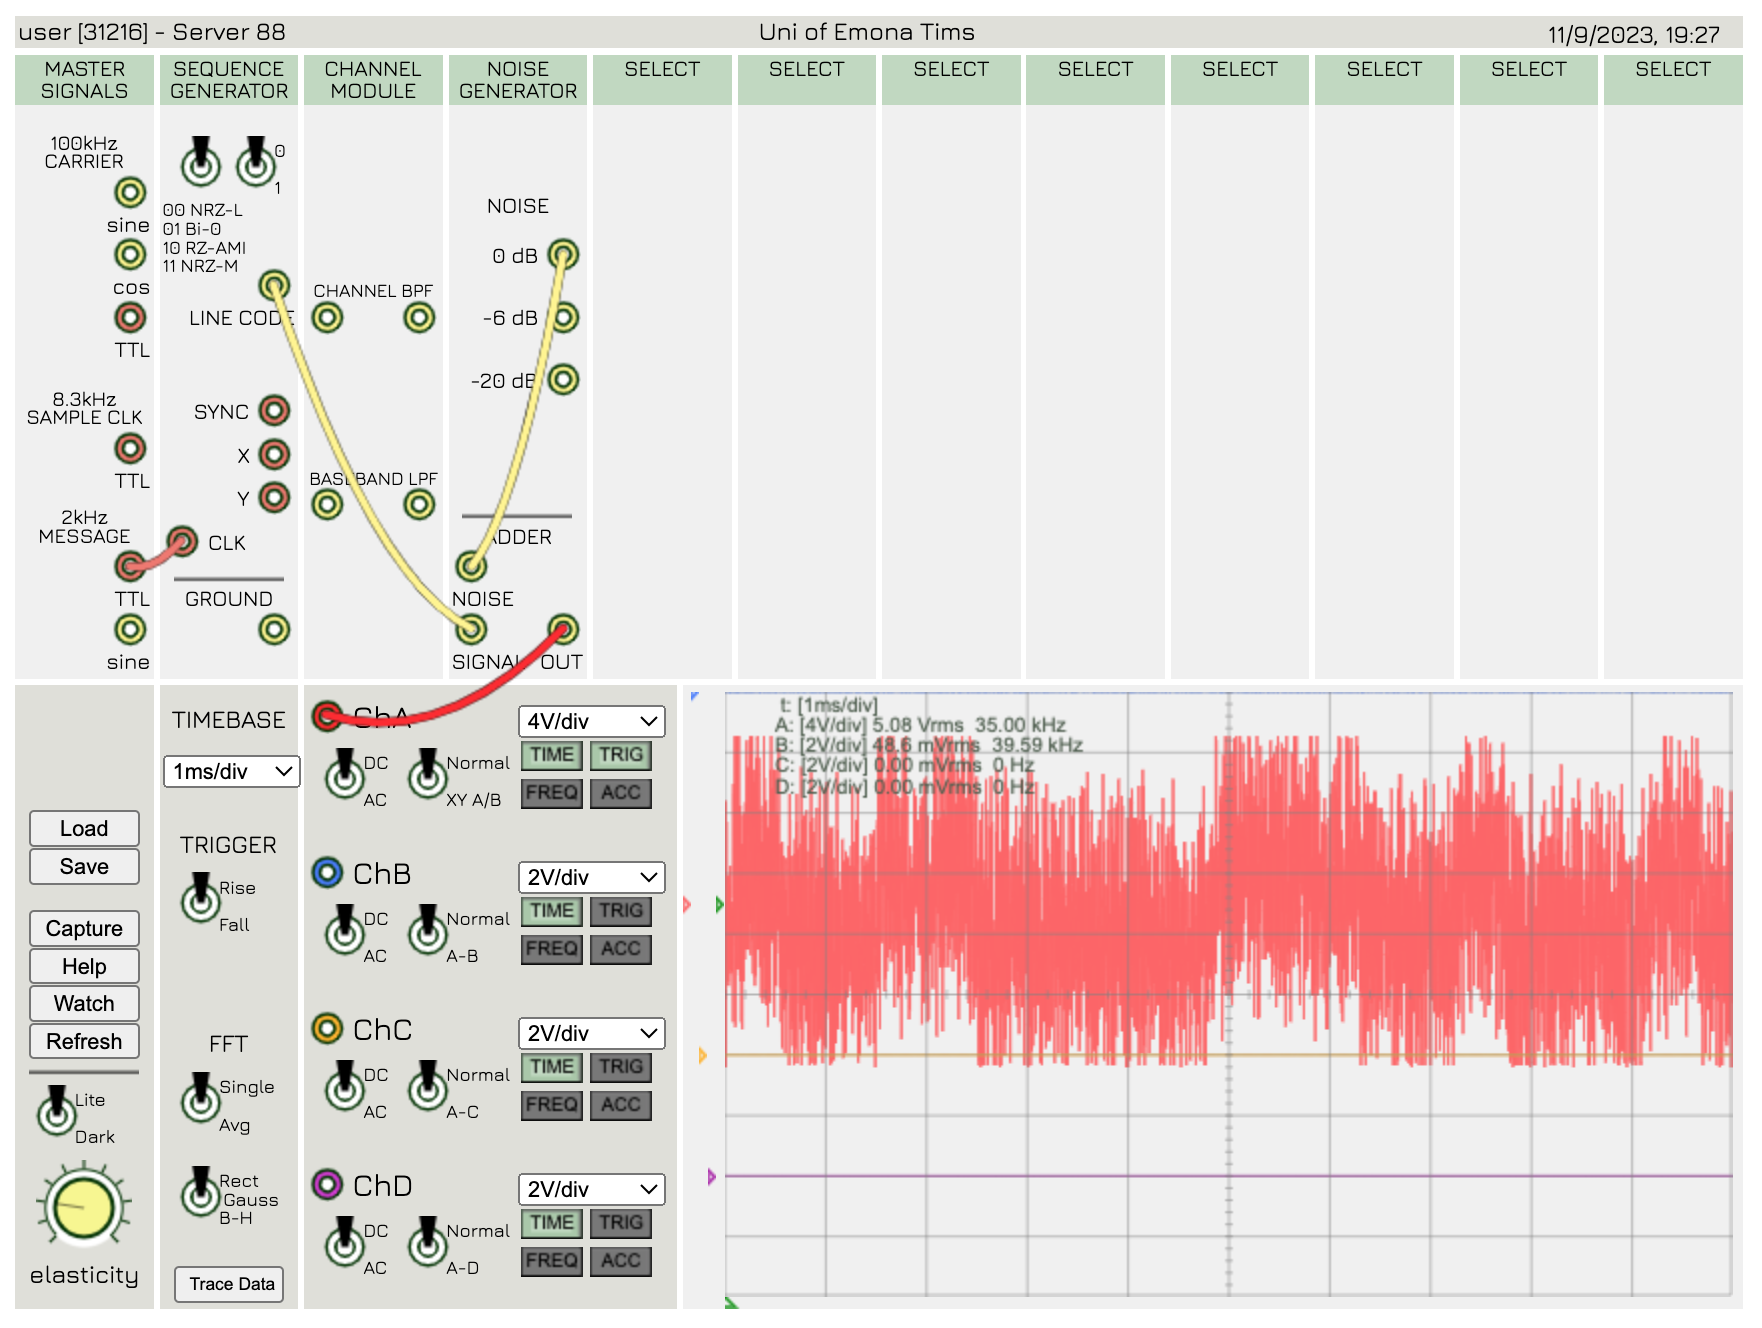 user [31216] - Server 88
Uni of Emona Tims
11/9/2023, 19:27
MASTER SIGNALS
SEQUENCE GENERATOR
CHANNEL MODULE
NOISE GENERATOR
SELECT
SELECT
SELECT
SELECT
SELECT
SELECT
SELECT
SELECT
100kHz
CARRIER
sine
cos
TTL
8.3kHz
SAMPLE CLK
TTL
2kHz
MESSAGE
TTL
sine
0
1
00 NRZ-L
01 Bi-0
10 RZ-AMI
11 NRZ-M
LINE CODE
SYNC
X
Y
CLK
GROUND
CHANNEL BPF
BASEBAND LPF
NOISE
0 dB
-6 dB
-20 dB
ADDER
NOISE
SIGNAL OUT
Load
Save
Capture
Help
Watch
Refresh
Lite
Dark
elasticity
TIMEBASE
1ms/div
TRIGGER
Rise
Fall
FFT
Single
Avg
Rect
Gauss
B-H
Trace Data
ChA
4V/div
DC
AC
Normal
XY A/B
TIME TRIG
FREQ ACC
ChB
2V/div
DC
AC
Normal
A-B
TIME TRIG
FREQ ACC
ChC
2V/div
DC
AC
Normal
A-C
TIME TRIG
FREQ ACC
ChD
2V/div
DC
AC
Normal
A-D
TIME TRIG
FREQ ACC
t: [1ms/div]
A: [4V/div] 5.08 Vrms 35.00 kHz
B: [2V/div] 48.6 mVrms 39.59 kHz
C: [2V/div] 0.00 mVrms 0 Hz
D: [2V/div] 0.00 mVrms 0 Hz